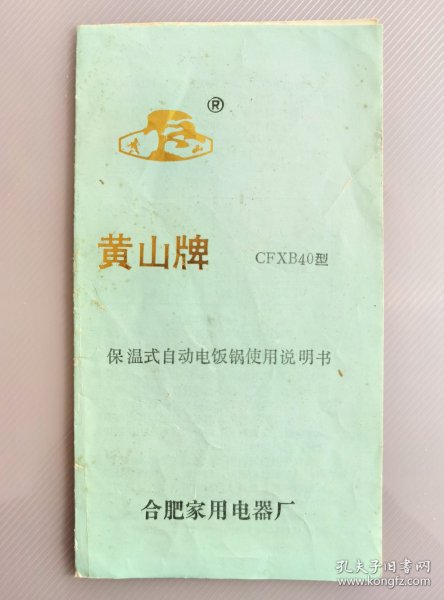 ®
黄山牌 CFXB40型
保温式自动电饭锅使用说明书
合肥家用电器厂
孔夫子旧书网
www.kongfz.com